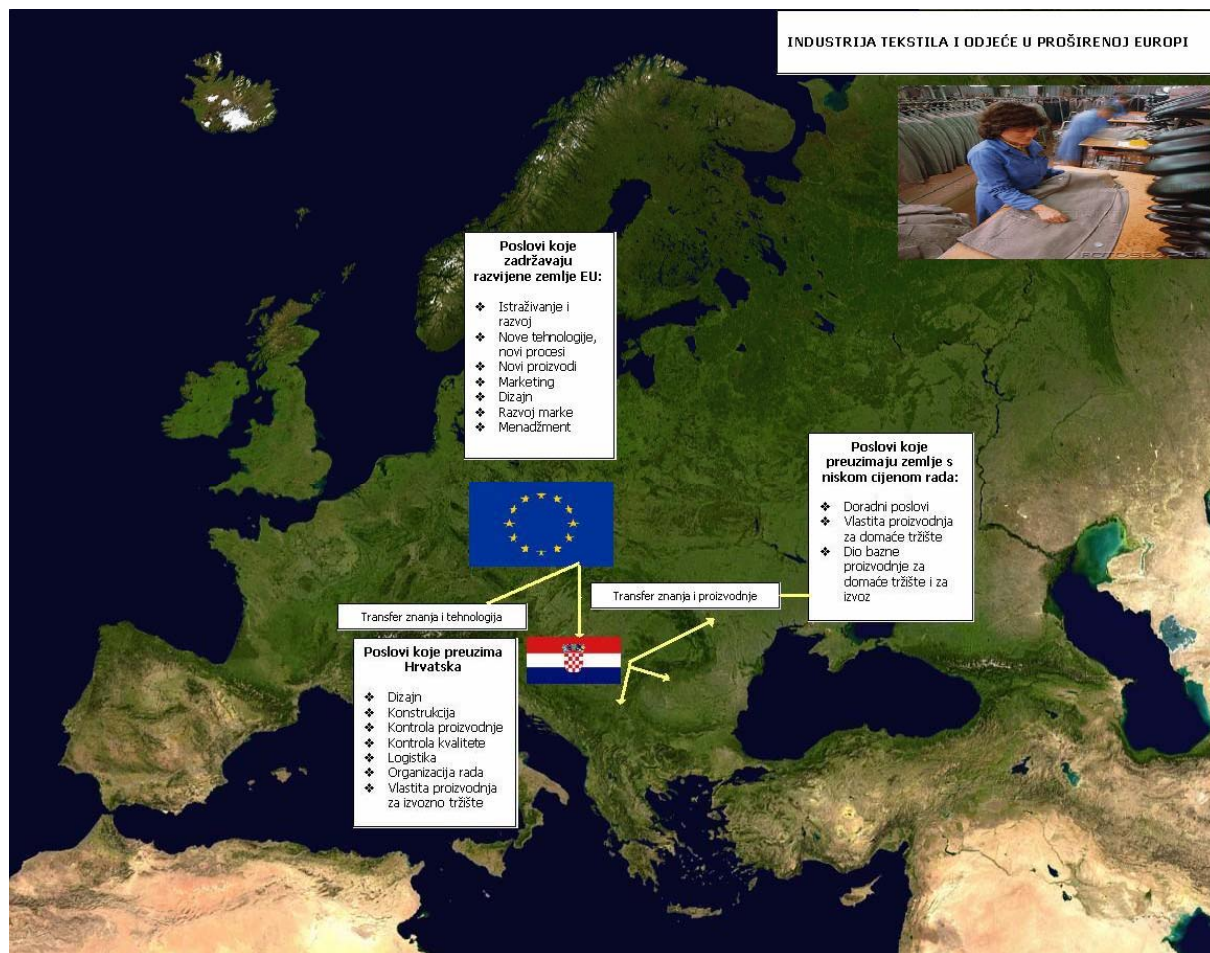 INDUSTRIJA TEKSTILA I ODJEĆE U PROŠIRENOJ EUROPI
Poslovi koje
zadržavaju
razvijene zemlje EU:
❖ Istraživanje i
razvoj
❖ Nove tehnologije,
novi procesi
❖ Novi proizvodi
❖ Marketing
❖ Dizajn
❖ Razvoj marke
❖ Menadžment
Poslovi koje
preuzimaju zemlje s
niskom cijenom rada:
❖ Doradni poslovi
❖ Vlastita proizvodnja
za domaće tržište
❖ Dio bazne
proizvodnje za
domaće tržište i za
izvoz
Transfer znanja i proizvodnje
Transfer znanja i tehnologija
Poslovi koje preuzima
Hrvatska
❖ Dizajn
❖ Konstrukcija
❖ Kontrola proizvodnje
❖ Kontrola kvalitete
❖ Logistika
❖ Organizacija rada
❖ Vlastita proizvodnja
za izvozno tržište